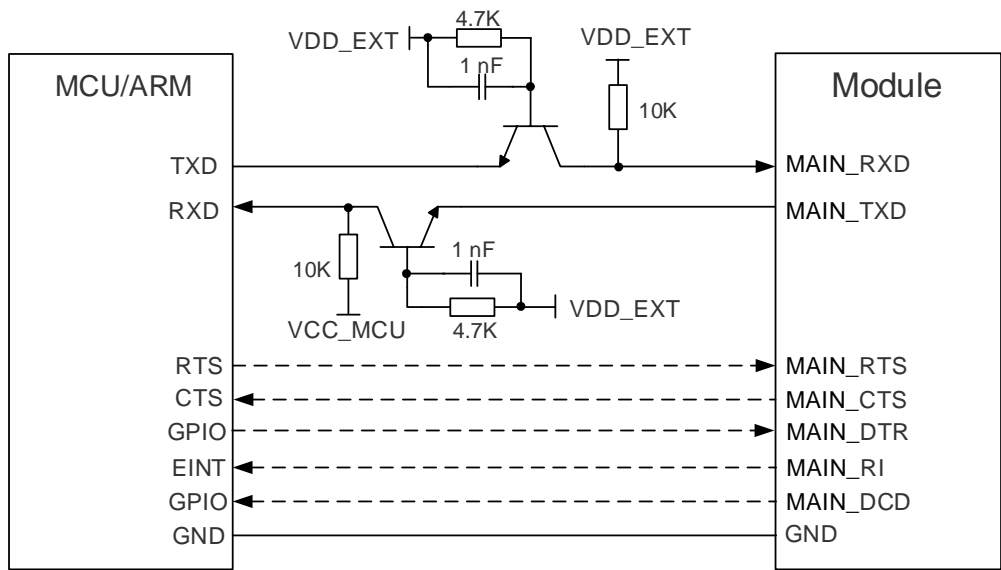 4.7K
VDD_EXT
VDD_EXT
1 nF
MCU/ARM
Module
10K
TXD
MAIN_RXD
RXD
MAIN_TXD
1 nF
10K
VDD_EXT
VCC_MCU
4.7K
RTS
MAIN_RTS
CTS
MAIN_CTS
GPIO
MAIN_DTR
EINT
MAIN_RI
GPIO
MAIN_DCD
GND
GND